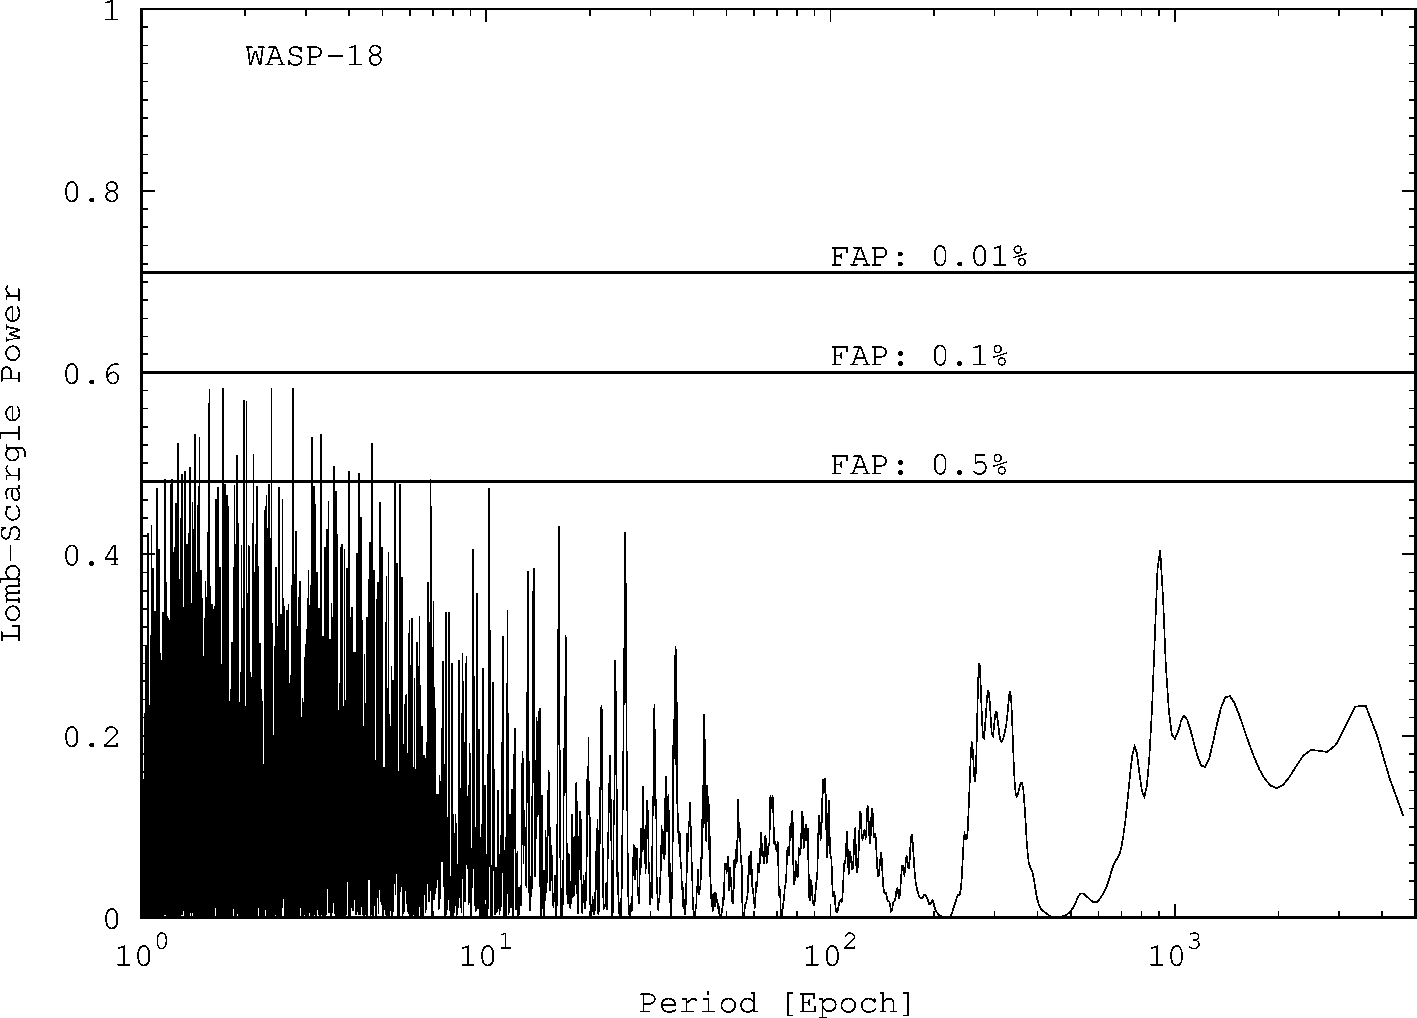 WASP-18
FAP: 0.01%
FAP: 0.1%
FAP: 0.5%
1
0.8
0.6
0.4
0.2
0
Lomb-Scargle Power
10^0 10^1 10^2 10^3
Period [Epoch]